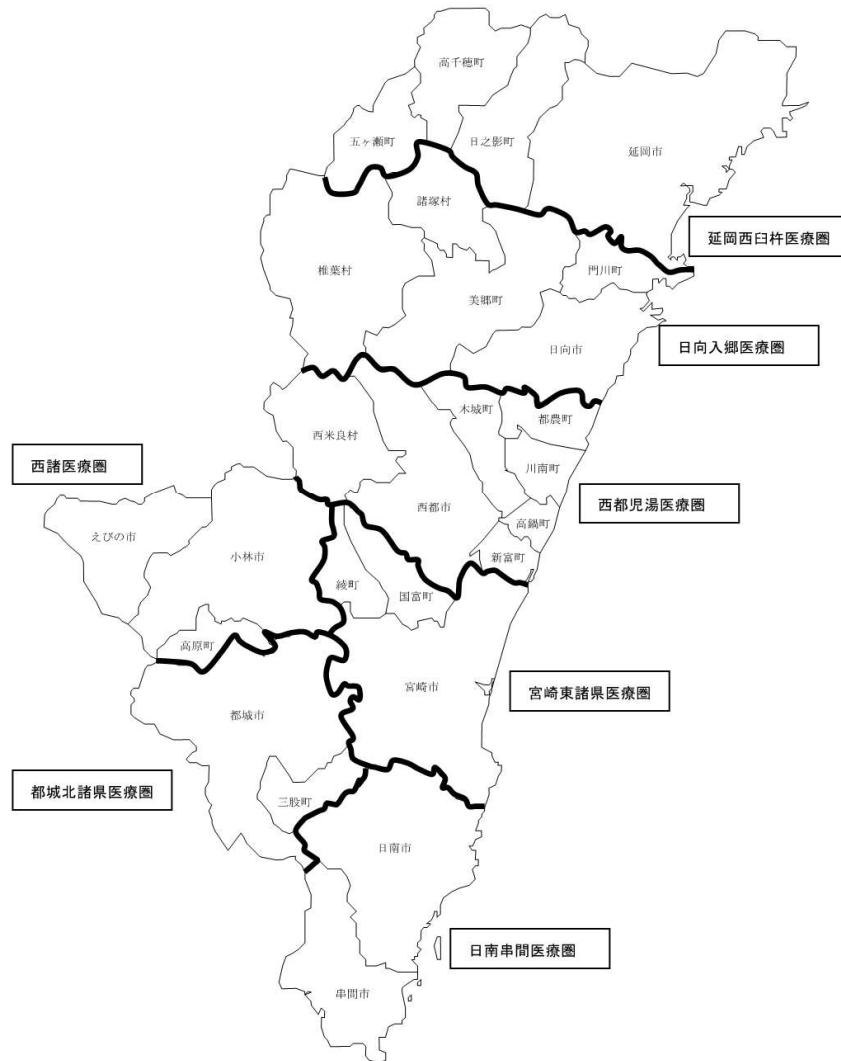 高千穂町
五ヶ瀬町
日之影町
延岡市
諸塚村
延岡西臼杵医療圏
椎葉村
門川町
美郷町
日向市
日向入郷医療圏
木城町
都農町
西米良村
西諸医療圏
川南町
西都市
西都児湯医療圏
高鍋町
えびの市
小林市
新富町
綾町
国富町
高原町
宮崎市
宮崎東諸県医療圏
都城市
都城北諸県医療圏
三股町
日南市
日南串間医療圏
串間市